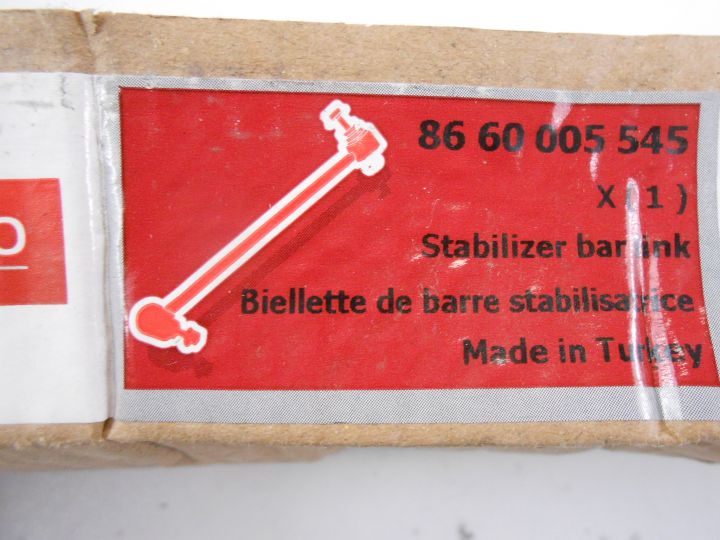 o
86 60 005 545
X ( 1 )
Stabilizer bar link
Biellette de barre stabilisatrice
Made in Turkey